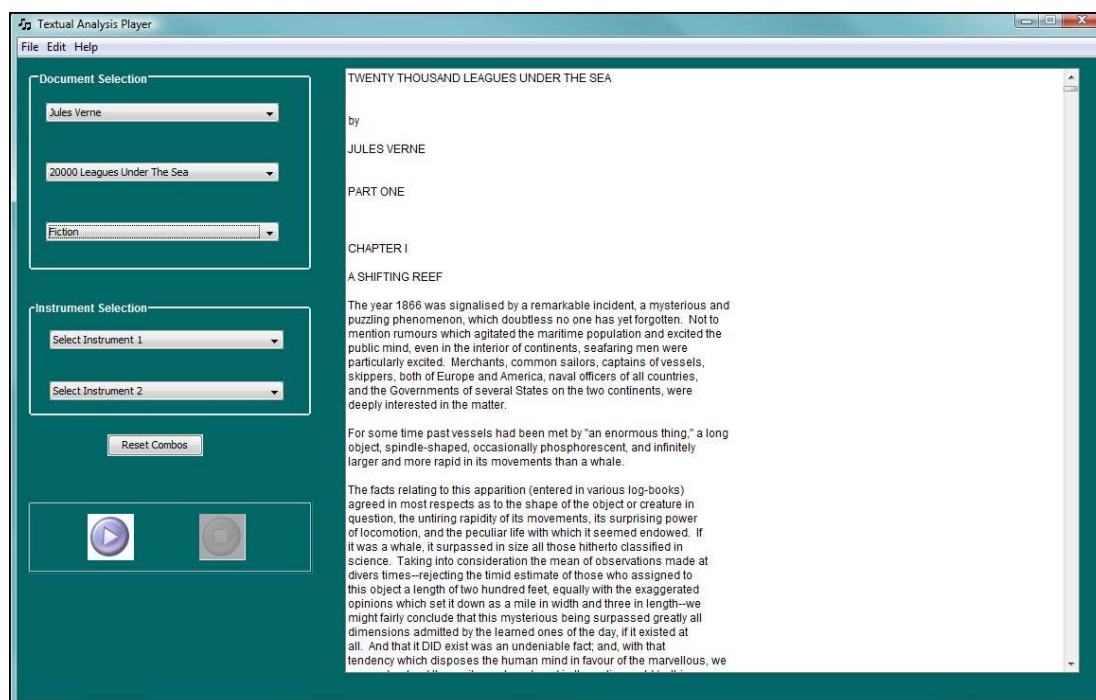 Textual Analysis Player
File Edit Help
Document Selection
Jules Verne
20000 Leagues Under The Sea
Fiction
Instrument Selection
Select Instrument 1
Select Instrument 2
Reset Combos
TWENTY THOUSAND LEAGUES UNDER THE SEA
by
JULES VERNE
PART ONE
CHAPTER I
A SHIFTING REEF
The year 1866 was signalised by a remarkable incident, a mysterious and
puzzling phenomenon, which doubtless no one has yet forgotten. Not to
mention rumours which agitated the maritime population and excited the
public mind, even in the interior of continents, seafaring men were
particularly excited. Merchants, common sailors, captains of vessels,
skippers, both of Europe and America, naval officers of all countries,
and the Governments of several States on the two continents, were
deeply interested in the matter.
For some time past vessels had been met by "an enormous thing," a long
object, spindle-shaped, occasionally phosphorescent, and infinitely
larger and more rapid in its movements than a whale.
The facts relating to this apparition (entered in various log-books)
agreed in most respects as to the shape of the object or creature in
question, the untiring rapidity of its movements, its surprising power
of locomotion, and the peculiar life with which it seemed endowed. If
it was a whale, it surpassed in size all those hitherto classified in
science. Taking into consideration the mean of observations made at
divers times--rejecting the timid estimate of those who assigned to
this object a length of two hundred feet, equally with the exaggerated
opinions which set it down as a mile in width and three in length--we
might fairly conclude that this mysterious being surpassed greatly all
dimensions admitted by the learned ones of the day, if it existed at
all. And that it DID exist was an undeniable fact; and, with that
tendency which disposes the human mind in favour of the marvellous, we